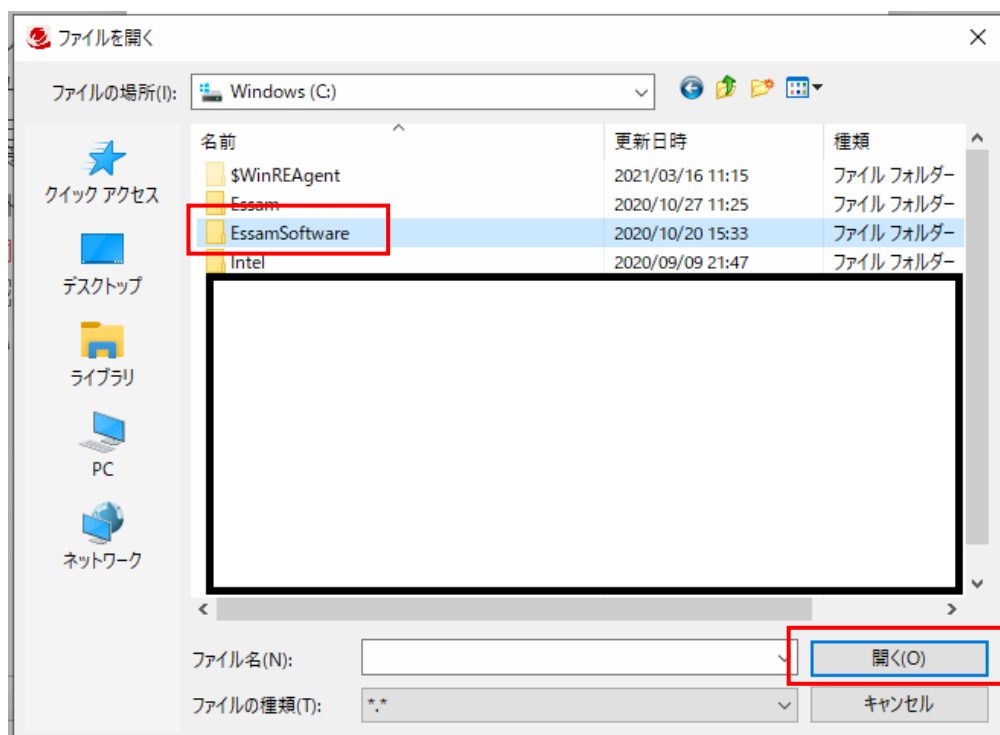 ファイルを開く
ファイルの場所(I): Windows (C:)
名前 更新日時 種類
$WinREAgent 2021/03/16 11:15 ファイル フォルダー
Essam 2020/10/27 11:25 ファイル フォルダー
EssamSoftware 2020/10/20 15:33 ファイル フォルダー
Intel 2020/09/09 21:47 ファイル フォルダー
クイック アクセス
デスクトップ
ライブラリ
PC
ネットワーク
ファイル名(N): 開く(O)
ファイルの種類(T): *.* キャンセル